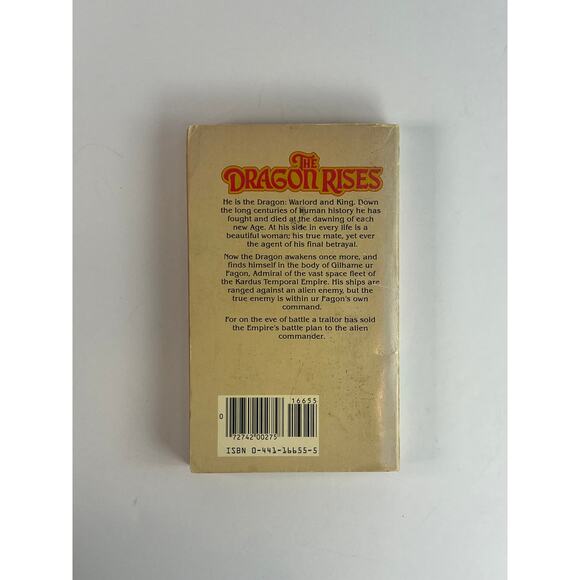 THE
DRAGON RISES
He is the Dragon: Warlord and King. Down
the long centuries of human history he has
fought and died at the dawning of each
new Age. At his side in every life is a
beautiful woman; his true mate, yet ever
the agent of his final betrayal.
Now the Dragon awakens once more, and
finds himself in the body of Gilhame ur
Fagon, Admiral of the vast space fleet of
the Kardus Temporal Empire. His ships are
ranged against an alien enemy, but the
true enemy is within ur Fagon's own
command.
For on the eve of battle a traitor has sold
the Empire's battle plan to the alien
commander.
16655
0
72742 00275
ISBN 0-441-16655-5